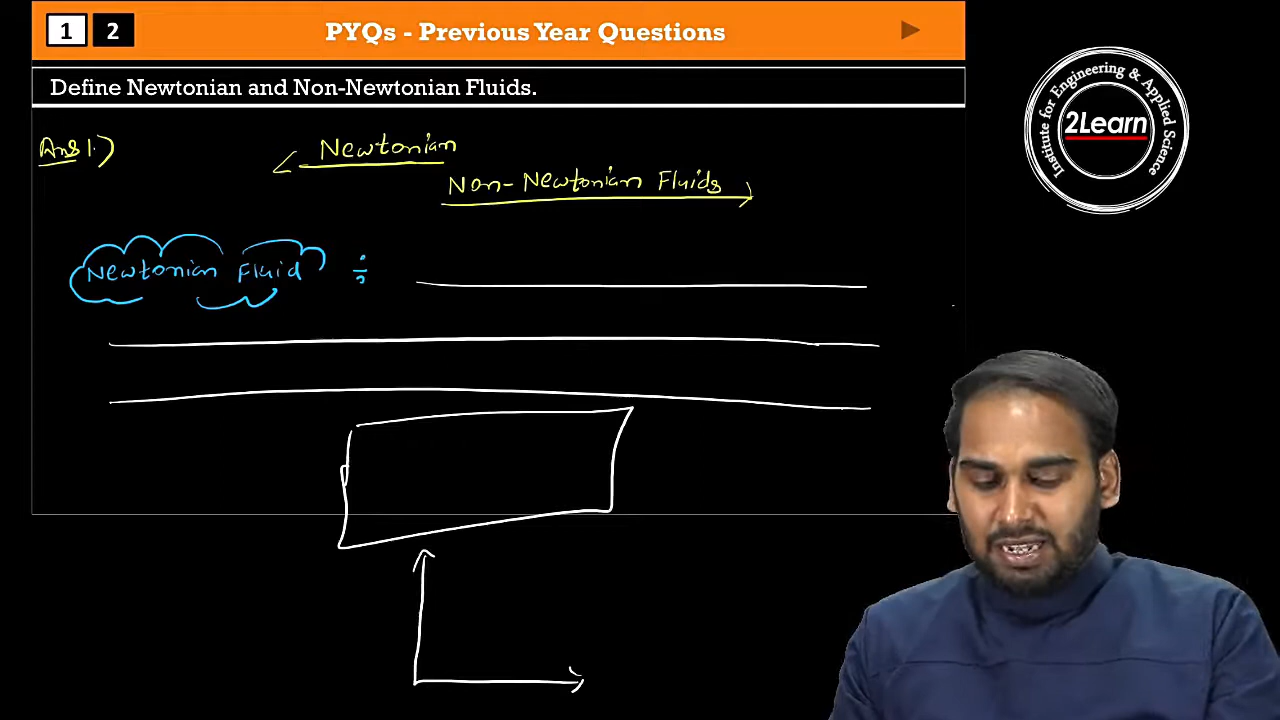 1 2 PYQs - Previous Year Questions
Define Newtonian and Non-Newtonian Fluids.
Ans 1.)
Newtonian
Non-Newtonian Fluids
Newtonian Fluid :
Institute for Engineering & Applied Science
2Learn